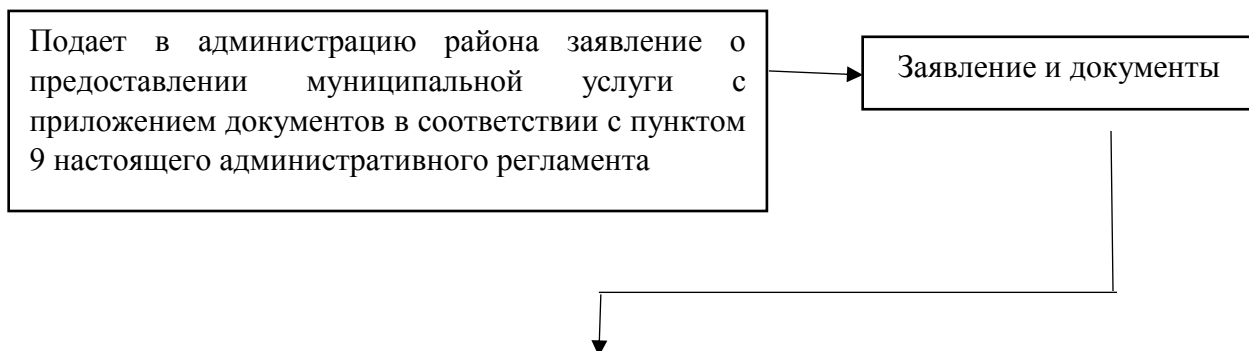 Подает в администрацию района заявление о
предоставлении муниципальной услуги с
приложением документов в соответствии с пунктом
9 настоящего административного регламента
Заявление и документы